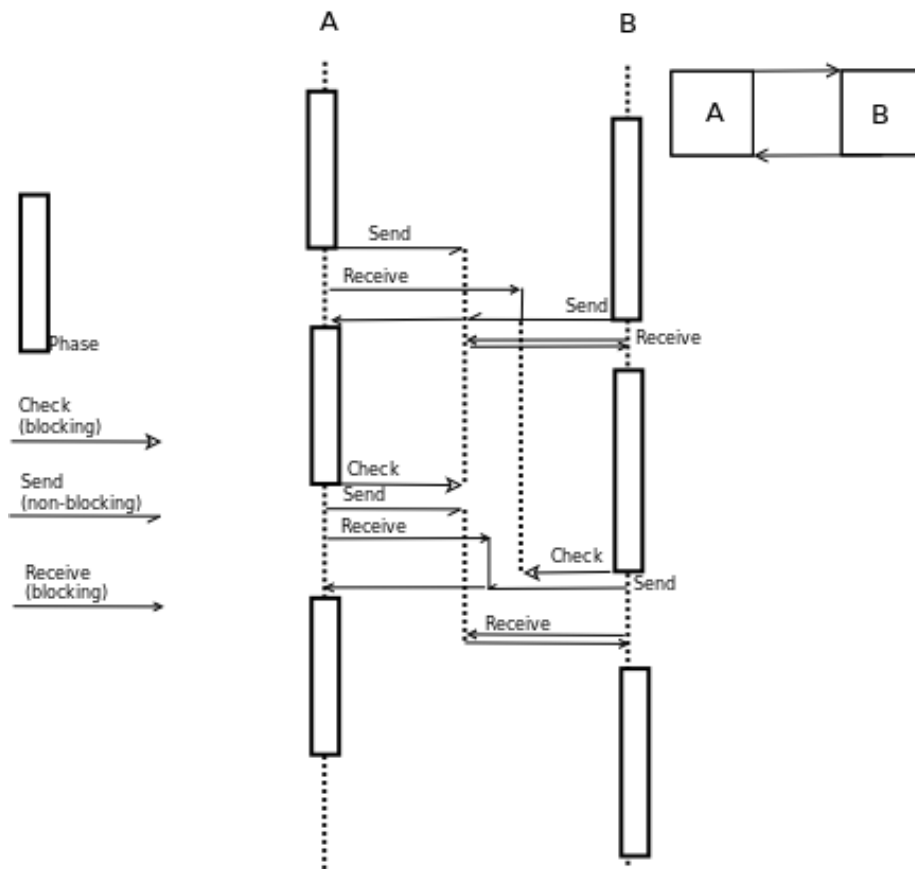 A
B
A
B
Send
Receive
Send
Receive
Phase
Check
(blocking)
Check
Send
(non-blocking)
Send
Receive
Check
Receive
(blocking)
Send
Receive